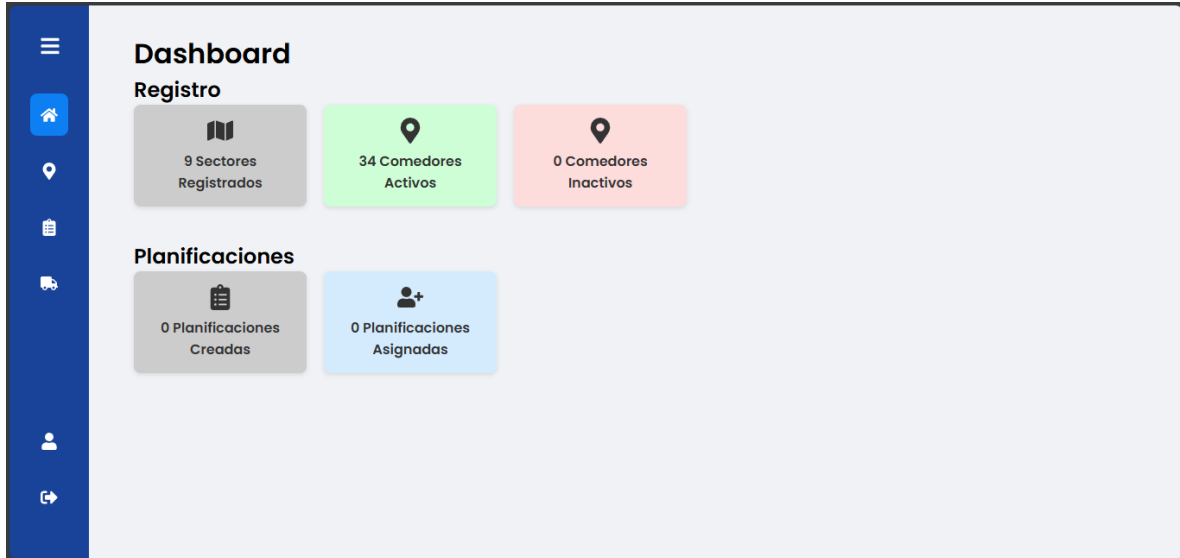 Dashboard
Registro
9 Sectores
Registrados
34 Comedores
Activos
0 Comedores
Inactivos
Planificaciones
0 Planificaciones
Creadas
0 Planificaciones
Asignadas